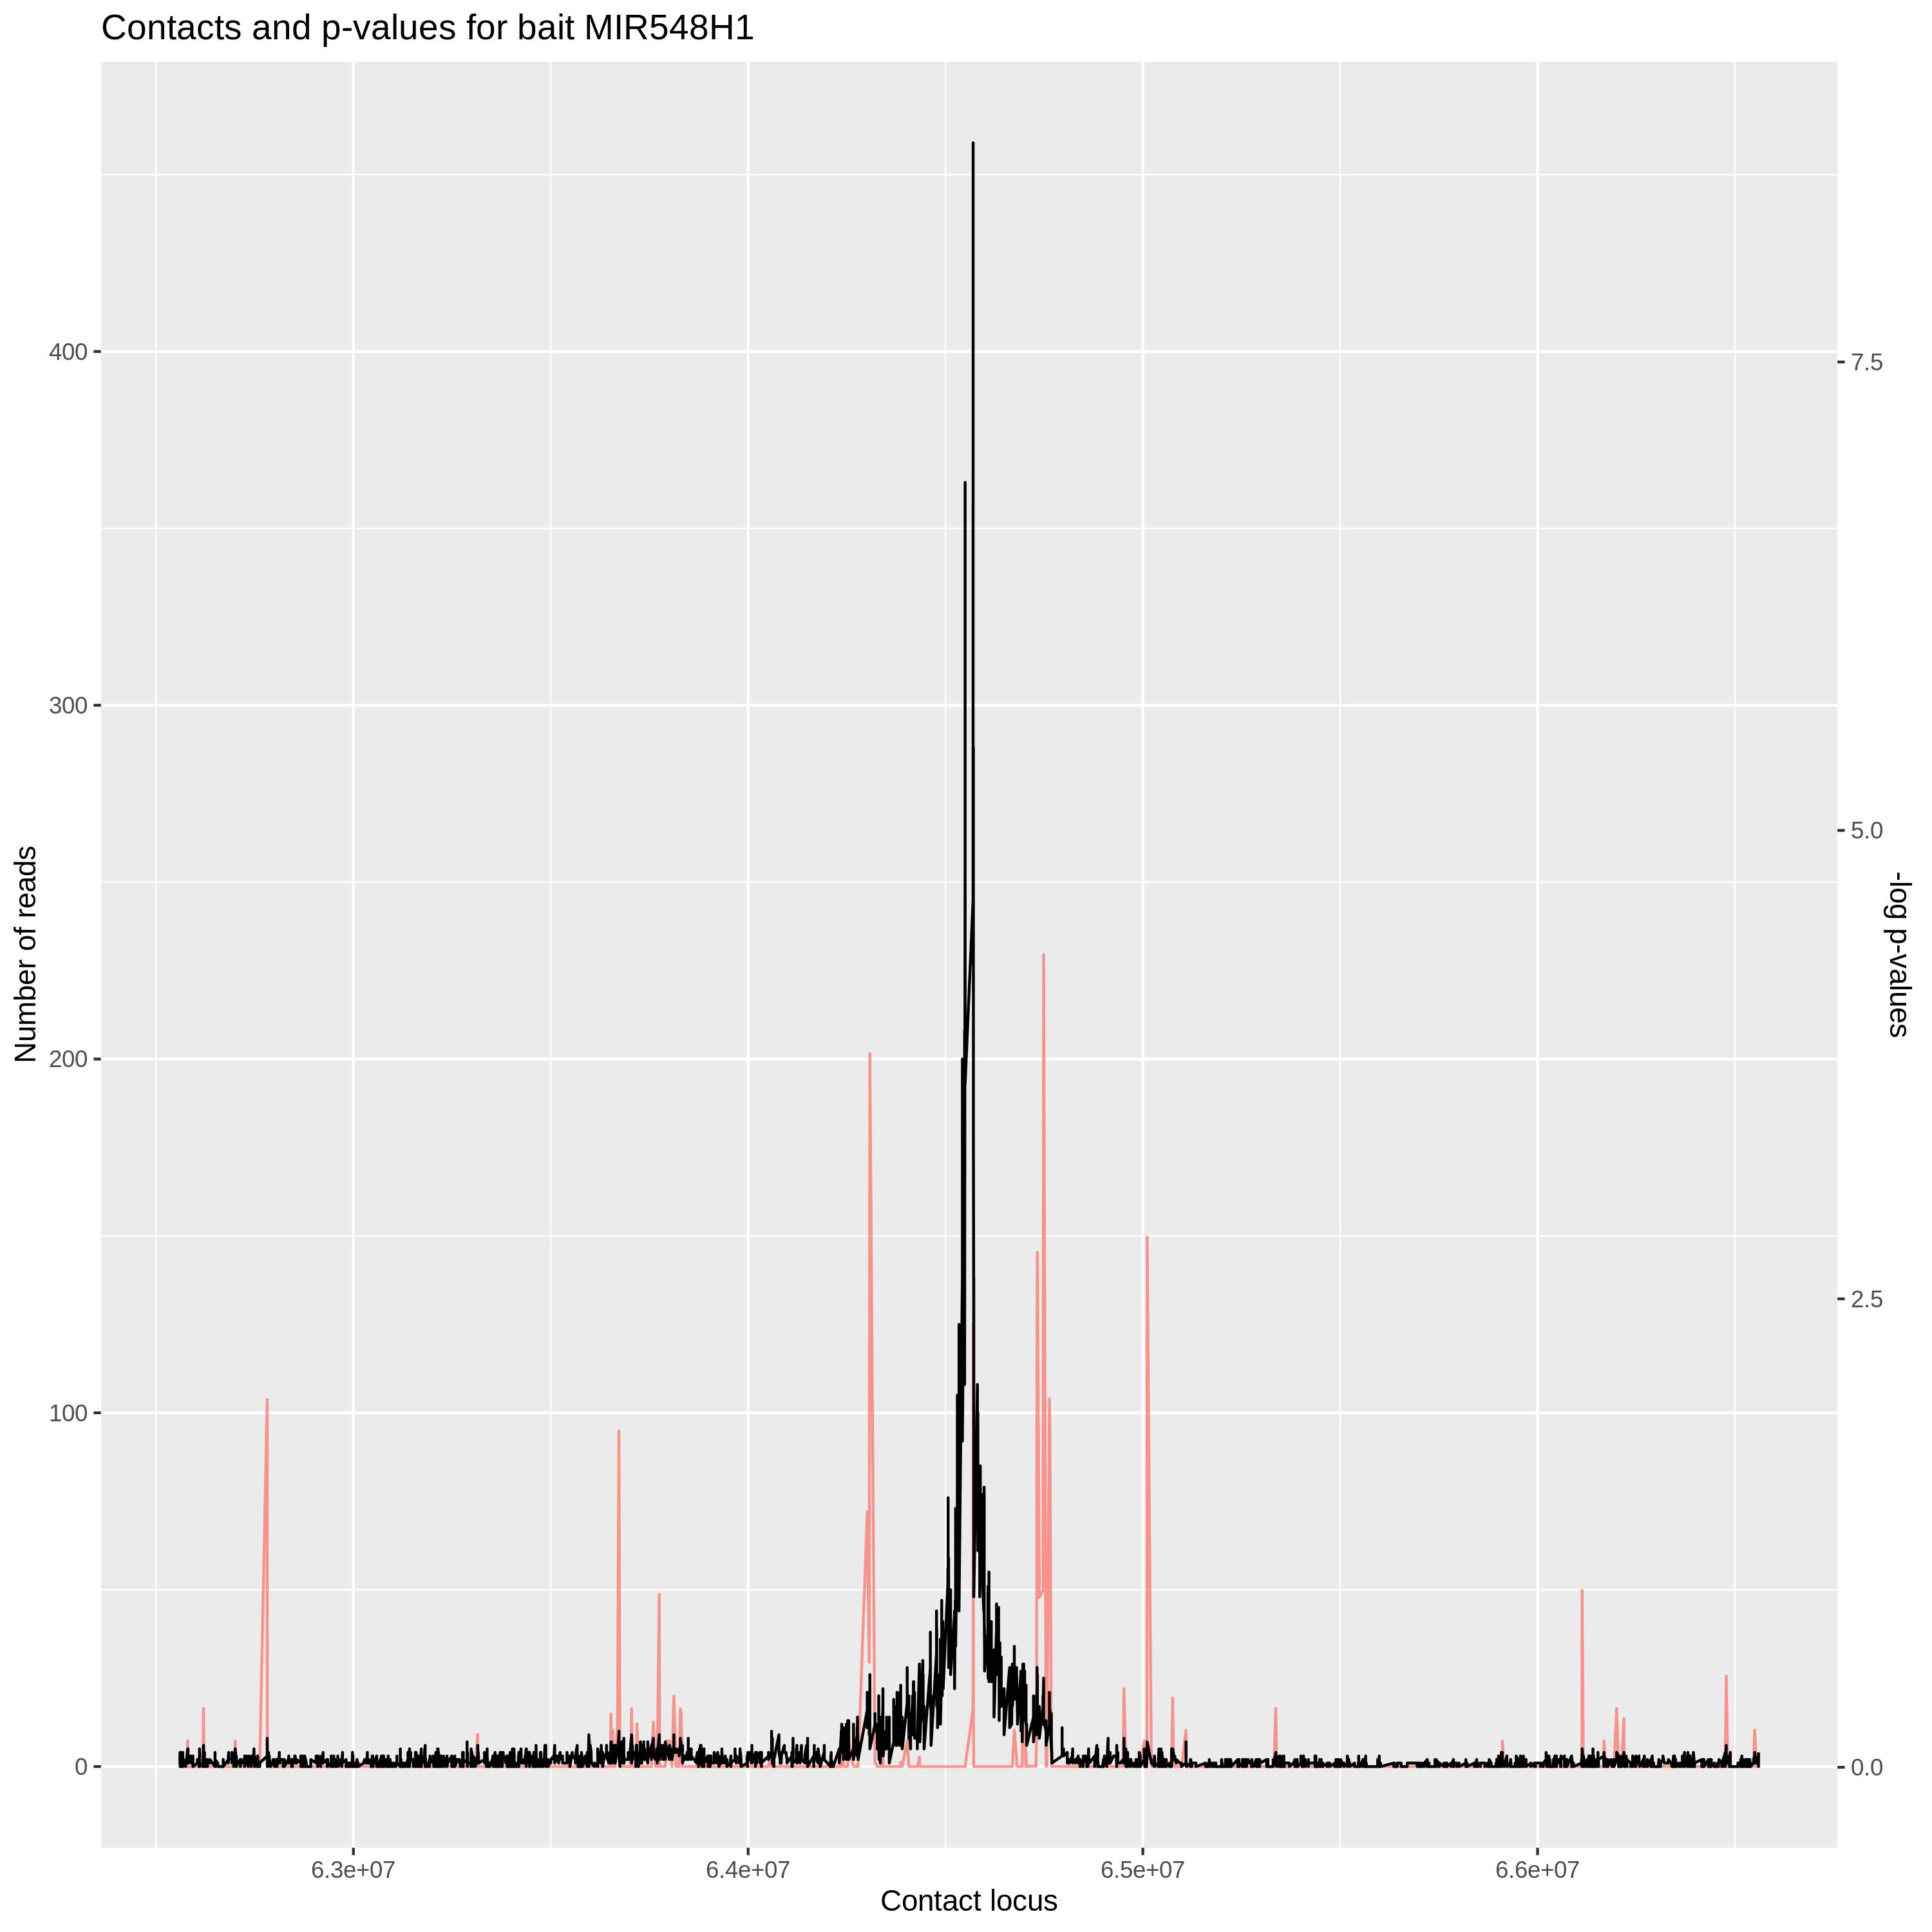 Contacts and p-values for bait MIR548H1
Number of reads
400
300
200
100
0
7.5
5.0
2.5
0.0
-log p-values
6.3e+07 6.4e+07 6.5e+07 6.6e+07
Contact locus